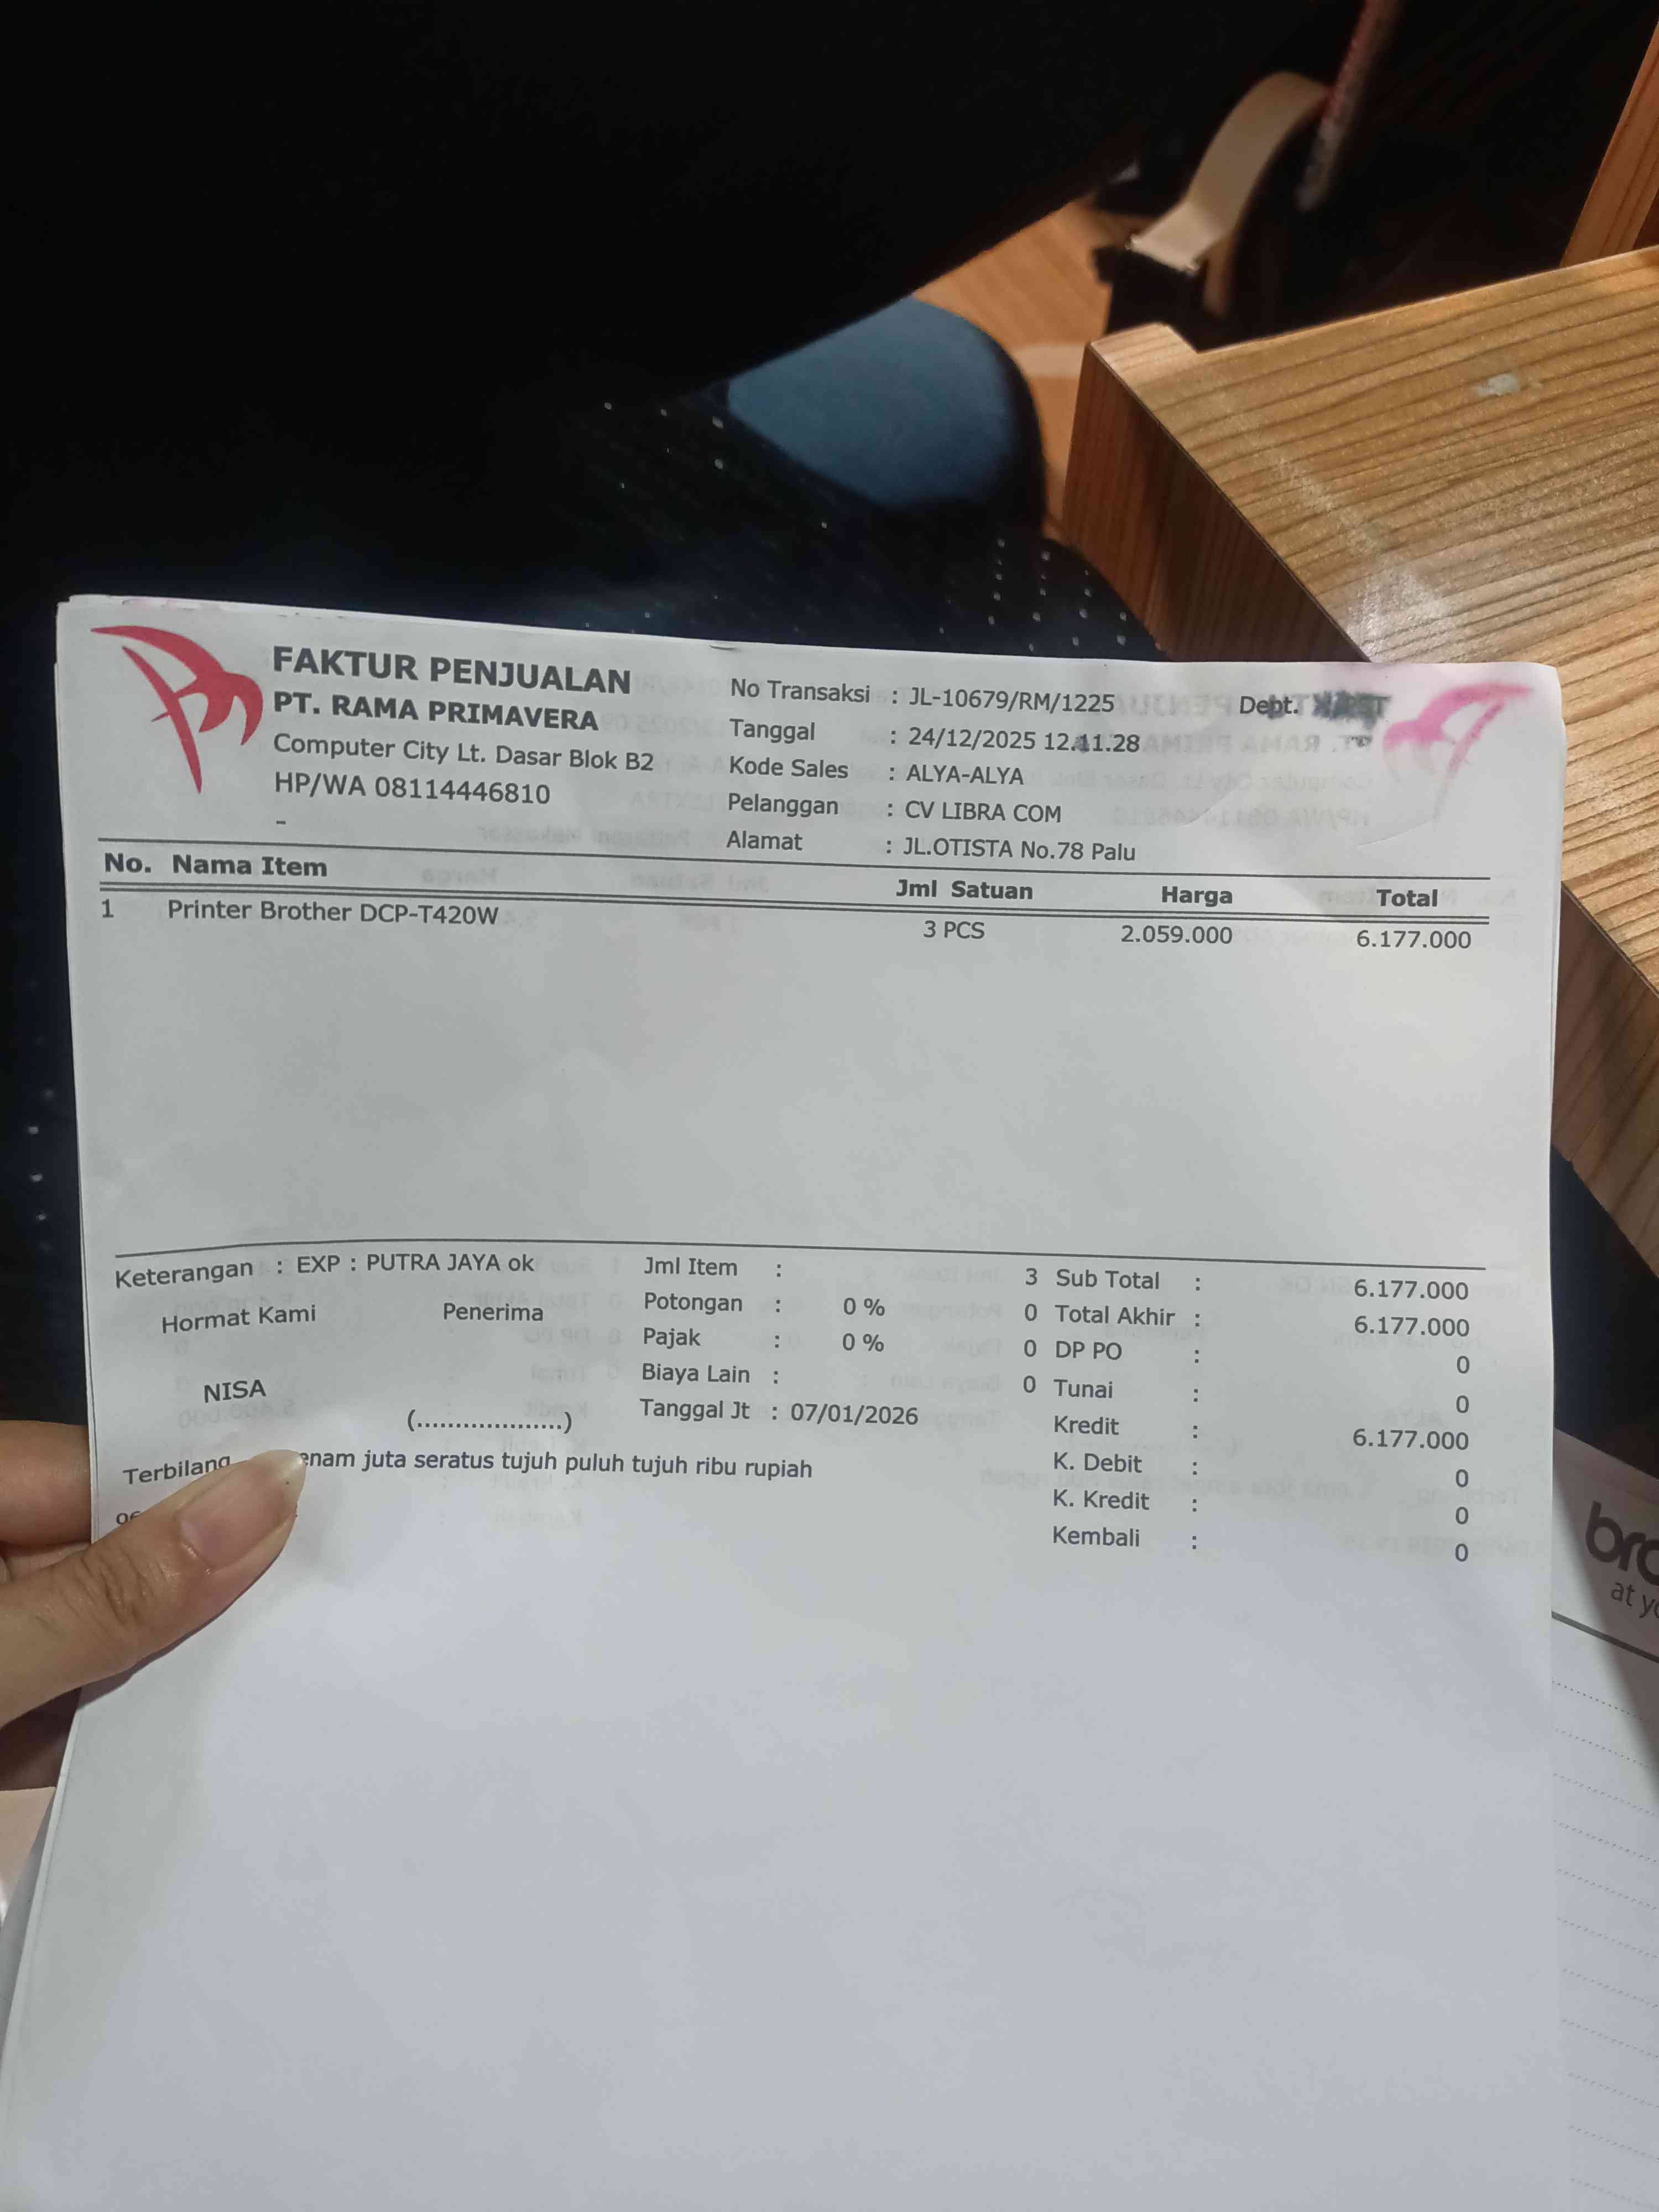 FAKTUR PENJUALAN
PT. RAMA PRIMAVERA
Computer City Lt. Dasar Blok B2
HP/WA 08114446810
-
No Transaksi : JL-10679/RM/1225
Dept.
Tanggal : 24/12/2025 12.11.28
Kode Sales : ALYA-ALYA
Pelanggan : CV LIBRA COM
Alamat : JL.OTISTA No.78 Palu
No. Nama Item Jml Satuan Harga Total
1 Printer Brother DCP-T420W 3 PCS 2.059.000 6.177.000
Keterangan : EXP : PUTRA JAYA ok
Hormat Kami Penerima
NISA
(...................)
Jml Item : 3
Potongan : 0 % 0
Pajak : 0 % 0
Biaya Lain : 0
Tanggal Jt : 07/01/2026
Sub Total : 6.177.000
Total Akhir : 6.177.000
DP PO : 0
Tunai : 0
Kredit : 6.177.000
K. Debit : 0
K. Kredit : 0
Kembali : 0
Terbilang enam juta seratus tujuh puluh tujuh ribu rupiah
bro
at yo